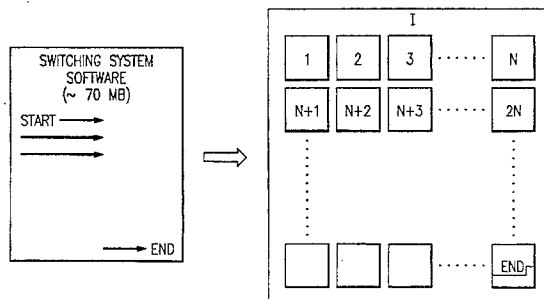 I
SWITCHING SYSTEM
SOFTWARE
(~ 70 MB)
START
END
1 2 3 N
N+1 N+2 N+3 2N
END